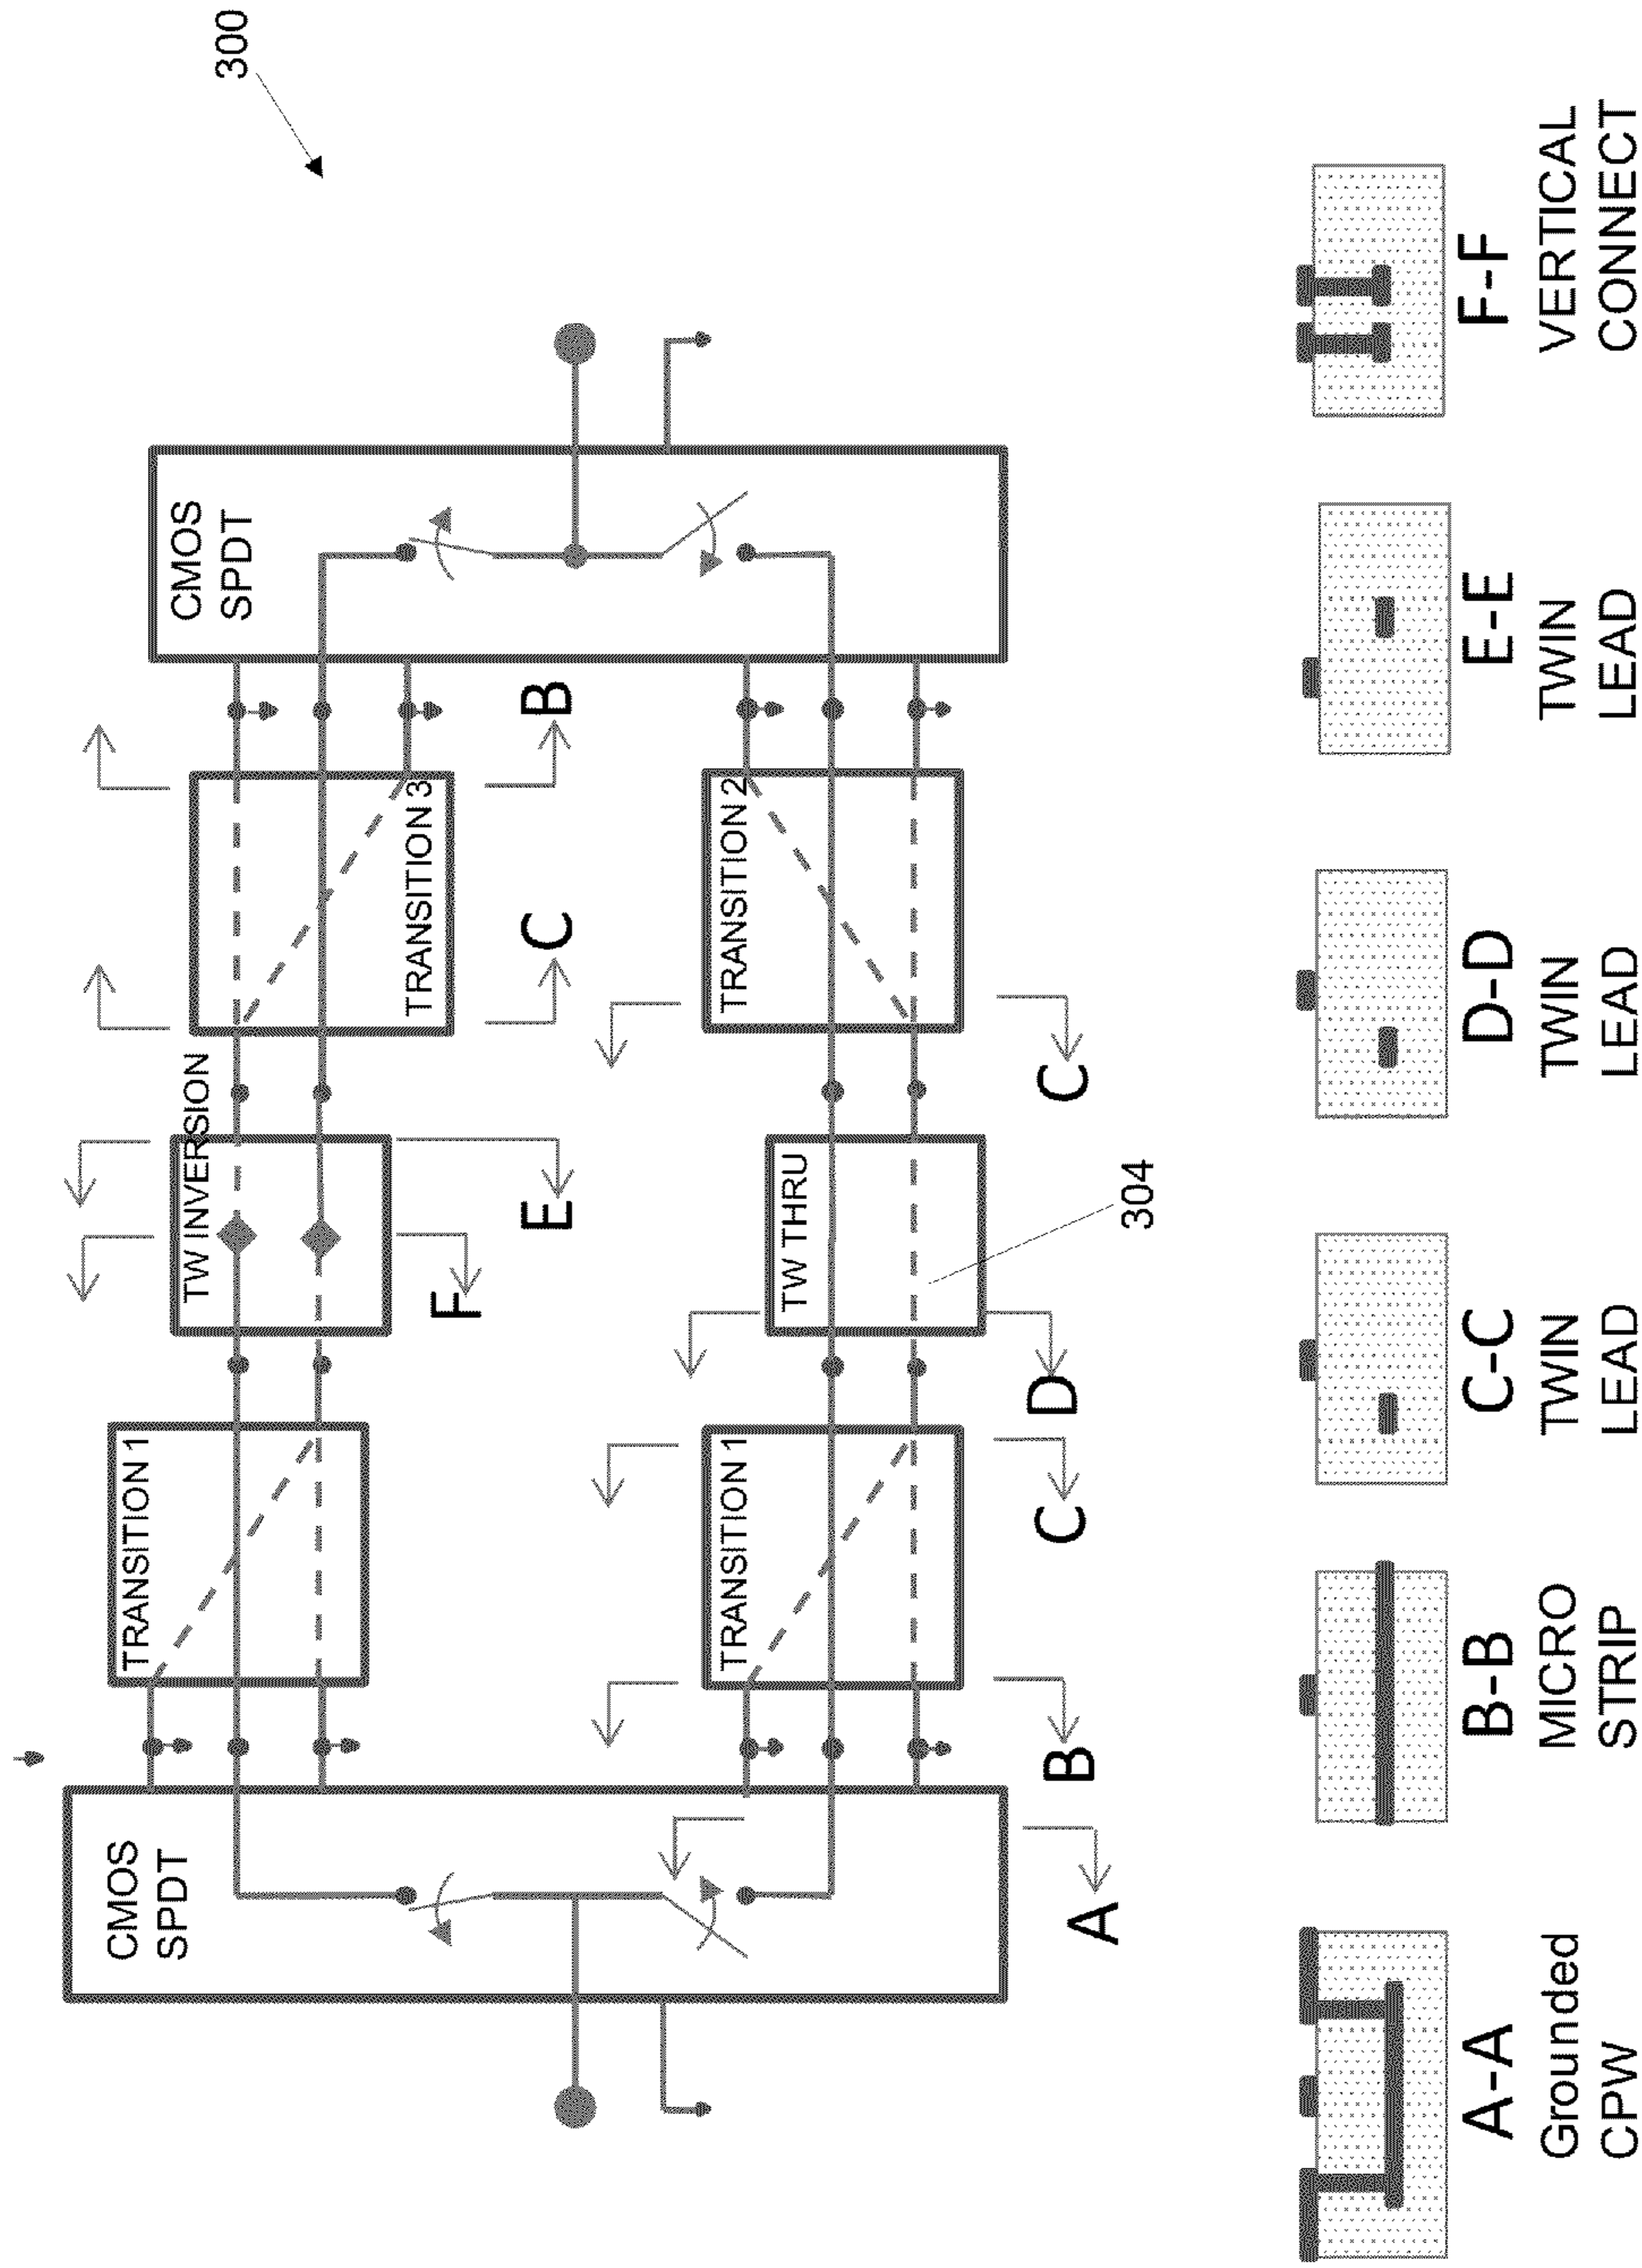 300
CMOS
SPDT
TRANSITION 1
TW INVERSION
TRANSITION 3
CMOS
SPDT
F
E
C
B
TRANSITION 1
TW THRU
TRANSITION 2
304
A
B
C
D
C
A-A
Grounded
CPW
B-B
MICRO
STRIP
C-C
TWIN
LEAD
D-D
TWIN
LEAD
E-E
TWIN
LEAD
F-F
VERTICAL
CONNECT